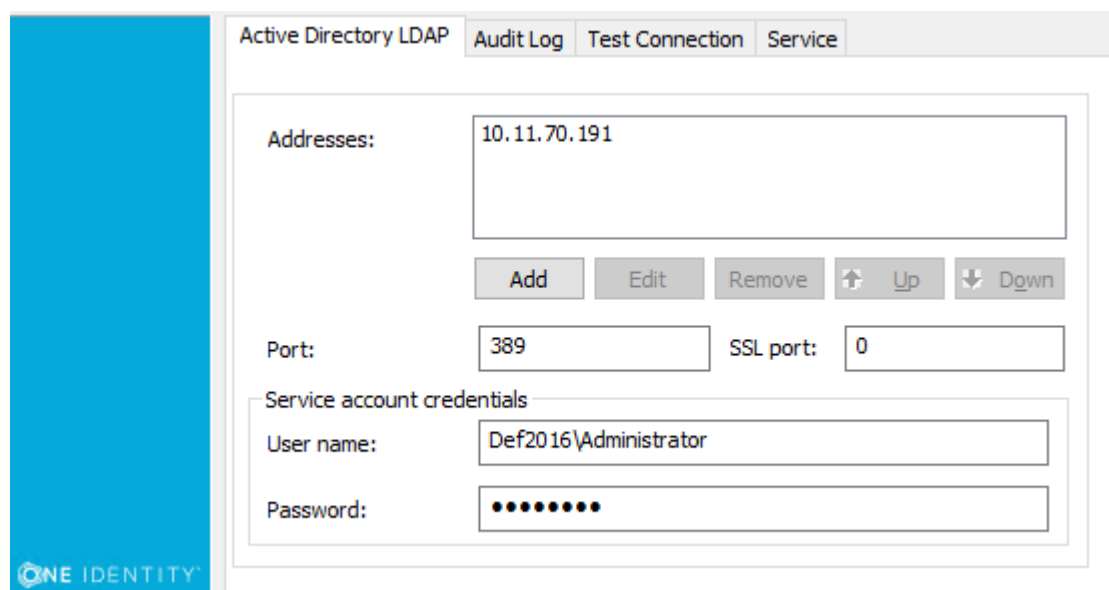 Active Directory LDAP Audit Log Test Connection Service
Addresses: 10.11.70.191
Add Edit Remove Up Down
Port: 389 SSL port: 0
Service account credentials
User name: Def2016\Administrator
Password: ●●●●●●●●
ONE IDENTITY